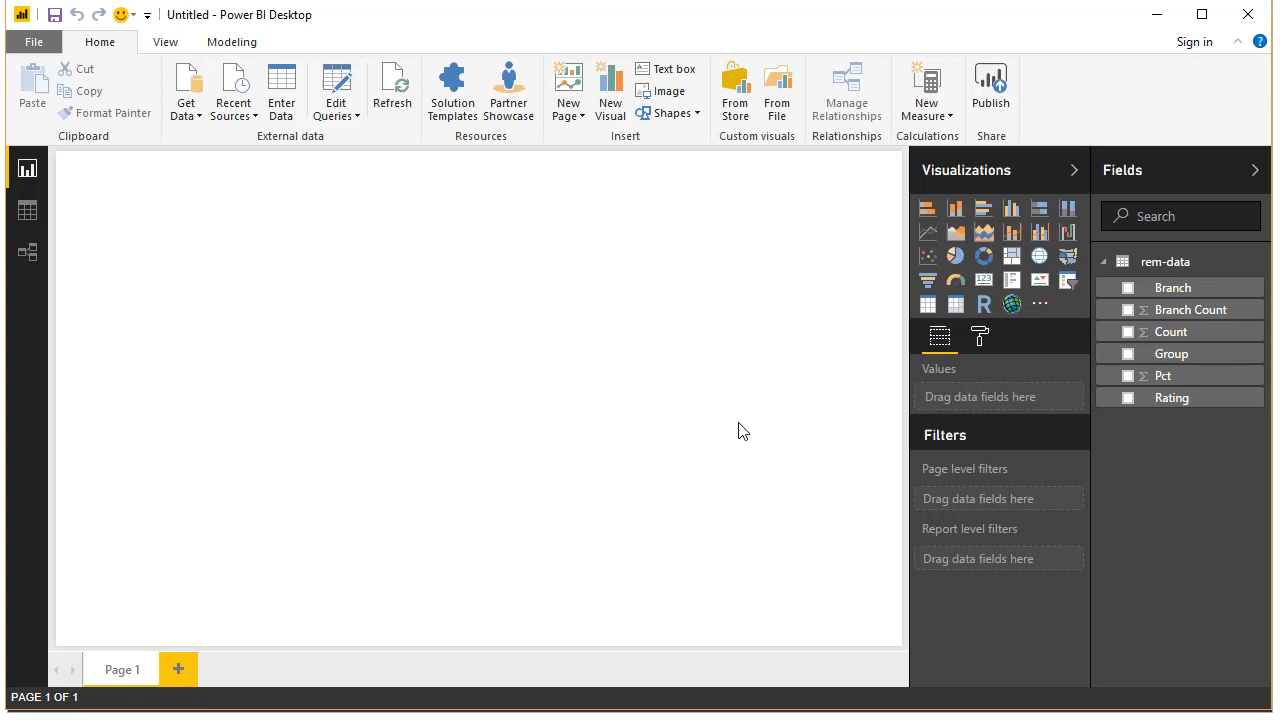 Untitled - Power BI Desktop
File Home View Modeling Sign in ?
Paste
Cut
Copy
Format Painter
Clipboard
Get Data
Recent Sources
Enter Data
Edit Queries
Refresh
External data
Solution Templates
Partner Showcase
Resources
New Page
New Visual
Text box
Image
Shapes
Insert
From Store
From File
Custom visuals
Manage Relationships
Relationships
New Measure
Calculations
Publish
Share
Visualizations
123
R
...
Values
Drag data fields here
Filters
Page level filters
Drag data fields here
Report level filters
Drag data fields here
Fields
Search
rem-data
Branch
Σ Branch Count
Σ Count
Group
Σ Pct
Rating
Page 1 +
PAGE 1 OF 1